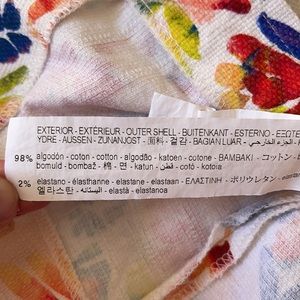 EXTERIOR - EXTÉRIEUR - OUTER SHELL - BUITENKANT - ESTERNO - ΕΞΩΤΕ
YDRE - AUSSEN - ZUNANJOST - 面料 - 겉감 - BAGIAN LUAR - الجزء الخارجي
98% algodón - coton - cotton - algodão - katoen - cotone - ΒΑΜΒΑΚΙ - コットン
bomuld - bombaž - 棉 - 면 - katun - قطن - cotó - kotoia
2% elastano - élasthanne - elastane - elastaan - ΕΛΑΣΤΙΝΗ - ポリウレタン - elastan
엘라스탄 - إيلاستان - elastà - elastanoa